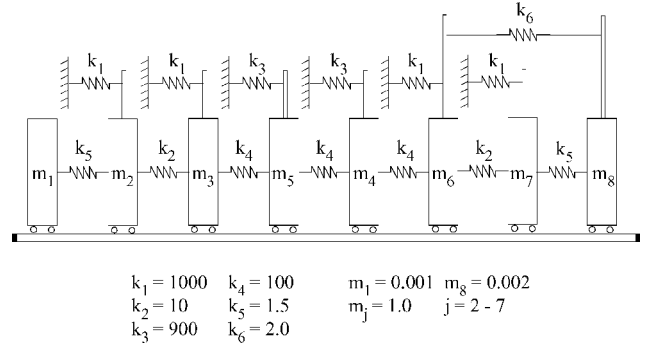 k6
k1 k1 k3 k3 k1 k1
k5 k2 k4 k4 k4 k2 k5
m1 m2 m3 m5 m4 m6 m7 m8
k1 = 1000 k4 = 100 m1 = 0.001 m8 = 0.002
k2 = 10 k5 = 1.5 mj = 1.0 j = 2 - 7
k3 = 900 k6 = 2.0